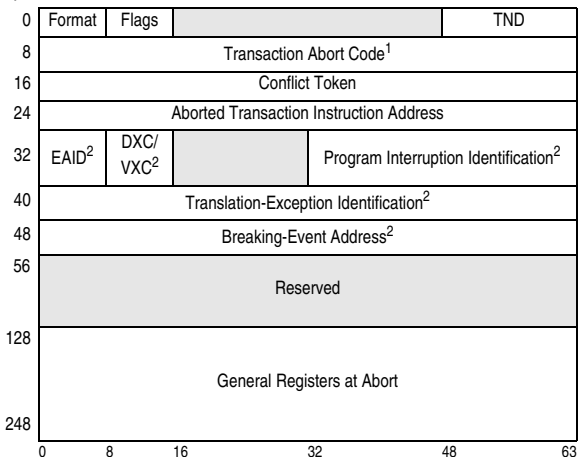 0 Format Flags TND
8 Transaction Abort Code1
16 Conflict Token
24 Aborted Transaction Instruction Address
32 EAID2 DXC/ VXC2 Program Interruption Identification2
40 Translation-Exception Identification2
48 Breaking-Event Address2
56 Reserved
128
General Registers at Abort
248
0 8 16 32 48 63